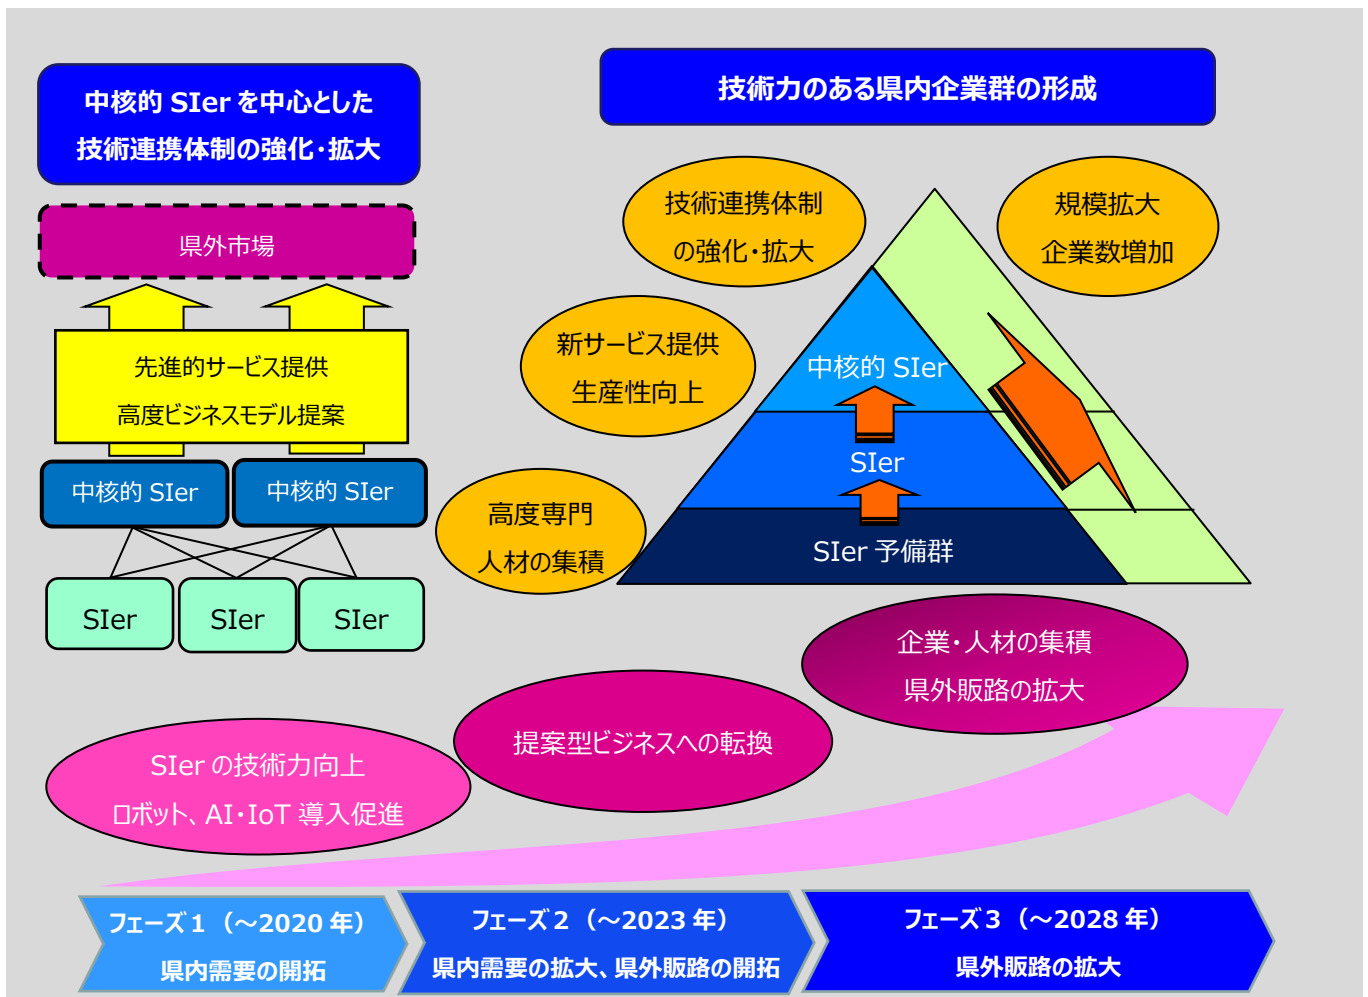 中核的 SIer を中心とした
技術連携体制の強化・拡大
県外市場
先進的サービス提供
高度ビジネスモデル提案
中核的 SIer
中核的 SIer
SIer
SIer
SIer
技術力のある県内企業群の形成
技術連携体制
の強化・拡大
規模拡大
企業数増加
新サービス提供
生産性向上
高度専門
人材の集積
中核的 SIer
SIer
SIer 予備群
企業・人材の集積
県外販路の拡大
提案型ビジネスへの転換
SIer の技術力向上
ロボット、AI・IoT 導入促進
フェーズ１（～2020 年）
県内需要の開拓
フェーズ２（～2023 年）
県内需要の拡大、県外販路の開拓
フェーズ３（～2028 年）
県外販路の拡大